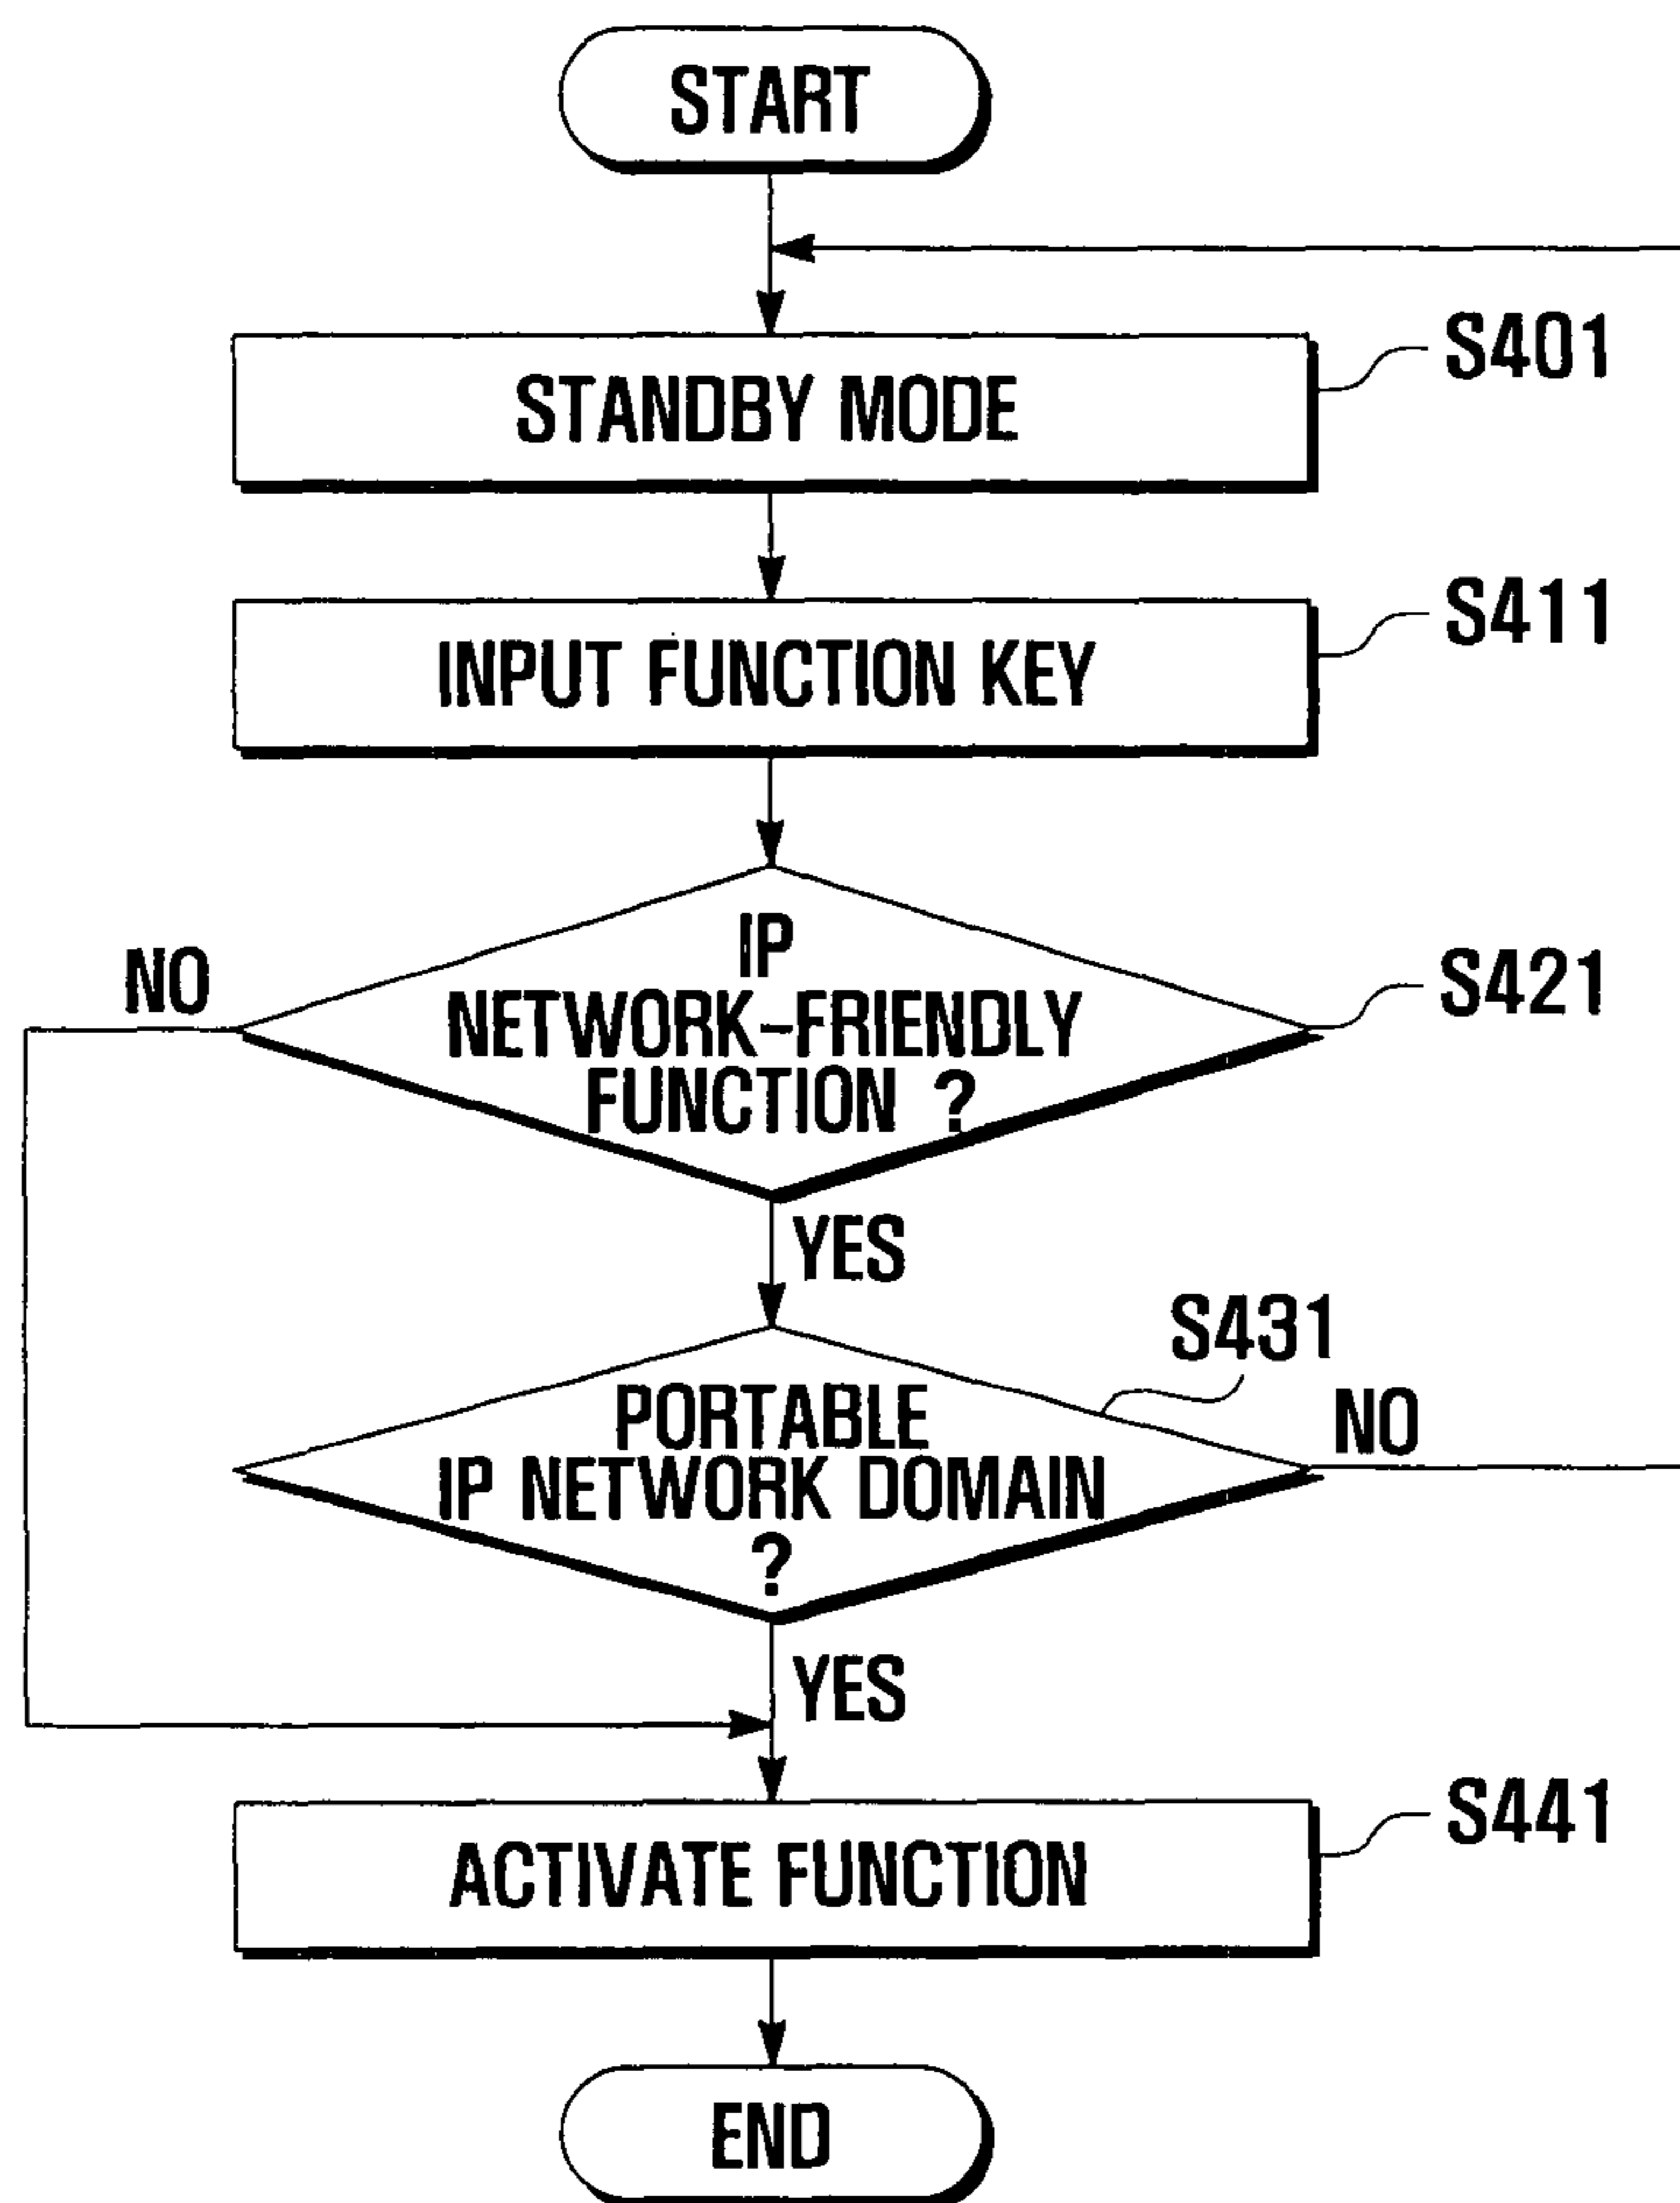 START
S401
STANDBY MODE
S411
INPUT FUNCTION KEY
NO
IP
NETWORK-FRIENDLY
FUNCTION ?
S421
YES
S431
PORTABLE
IP NETWORK DOMAIN
?
NO
YES
S441
ACTIVATE FUNCTION
END